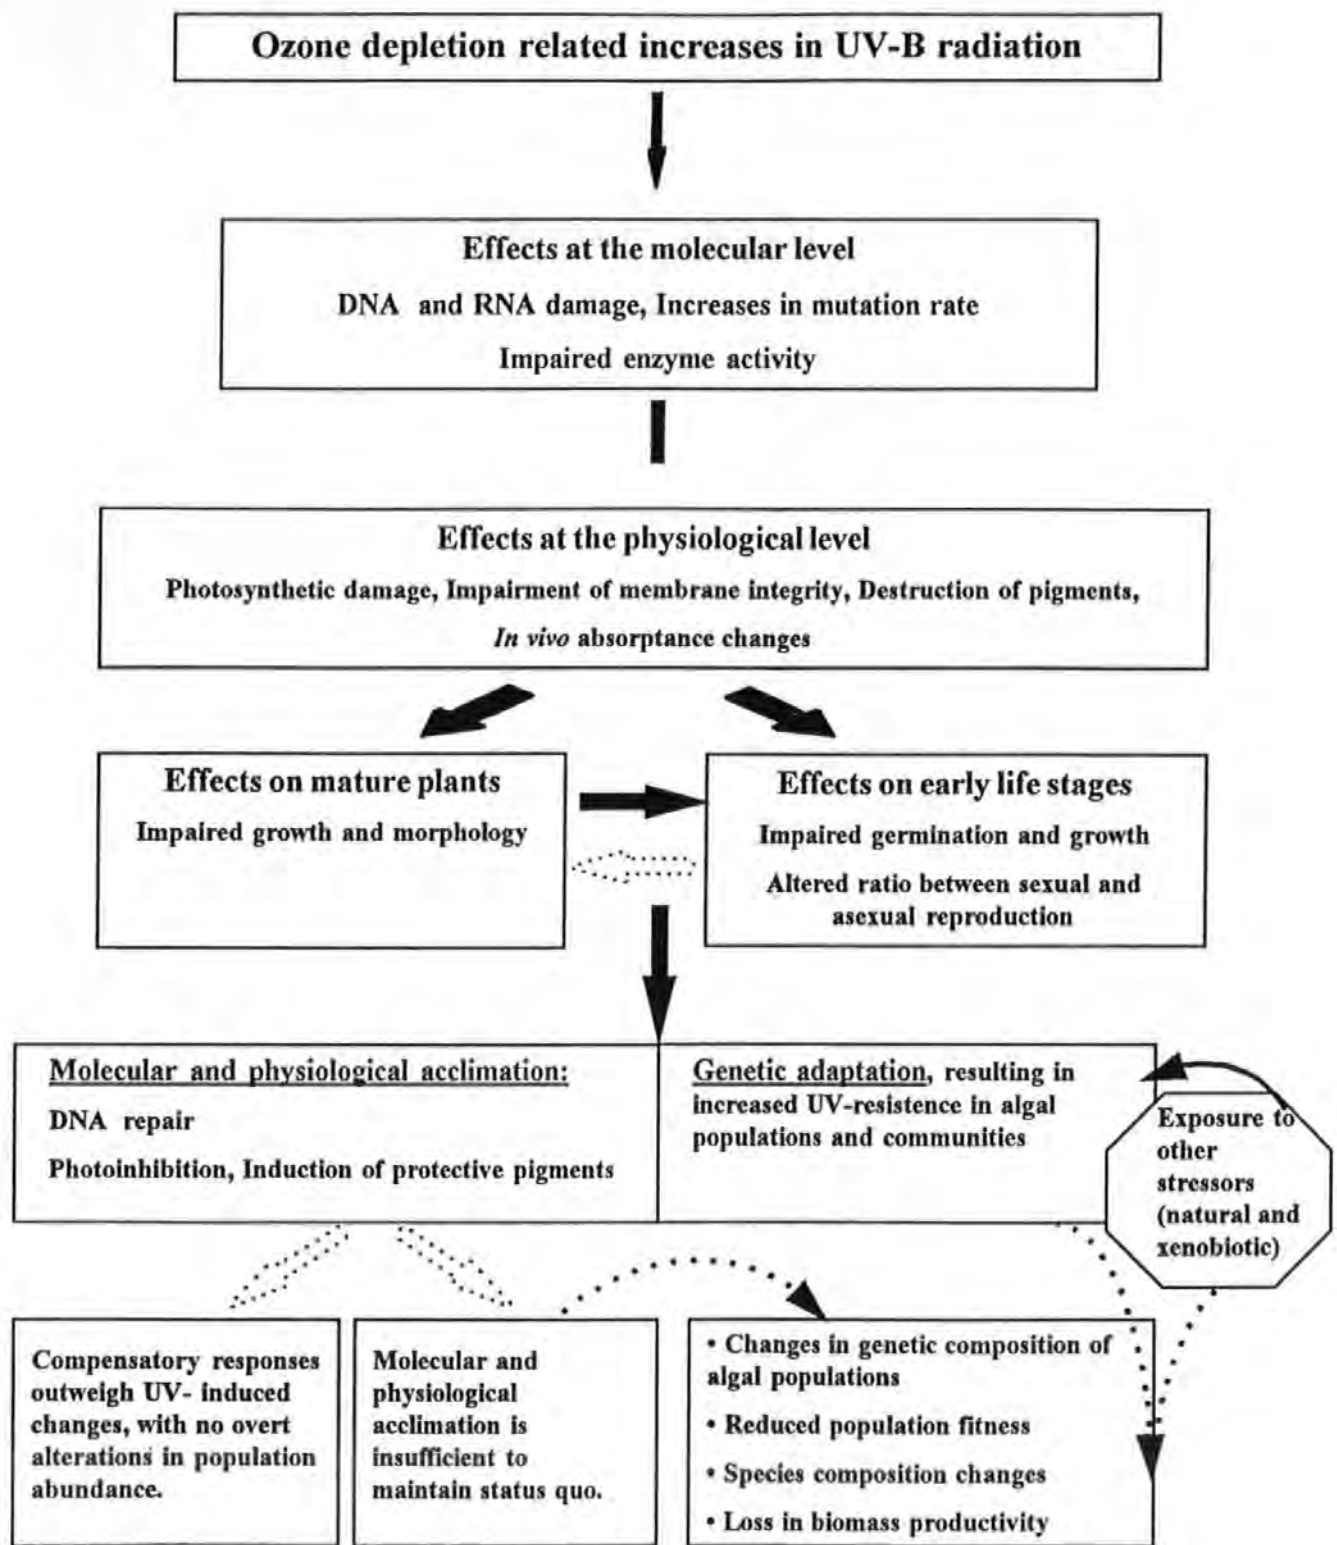 Ozone depletion related increases in UV-B radiation
Effects at the molecular level
DNA and RNA damage, Increases in mutation rate
Impaired enzyme activity
Effects at the physiological level
Photosynthetic damage, Impairment of membrane integrity, Destruction of pigments,
In vivo absorptance changes
Effects on mature plants
Impaired growth and morphology
Effects on early life stages
Impaired germination and growth
Altered ratio between sexual and
asexual reproduction
Molecular and physiological acclimation:
DNA repair
Photoinhibition, Induction of protective pigments
Genetic adaptation, resulting in
increased UV-resistence in algal
populations and communities
Exposure to
other
stressors
(natural and
xenobiotic)
Compensatory responses
outweigh UV- induced
changes, with no overt
alterations in population
abundance.
Molecular and
physiological
acclimation is
insufficient to
maintain status quo.
• Changes in genetic composition of
algal populations
• Reduced population fitness
• Species composition changes
• Loss in biomass productivity